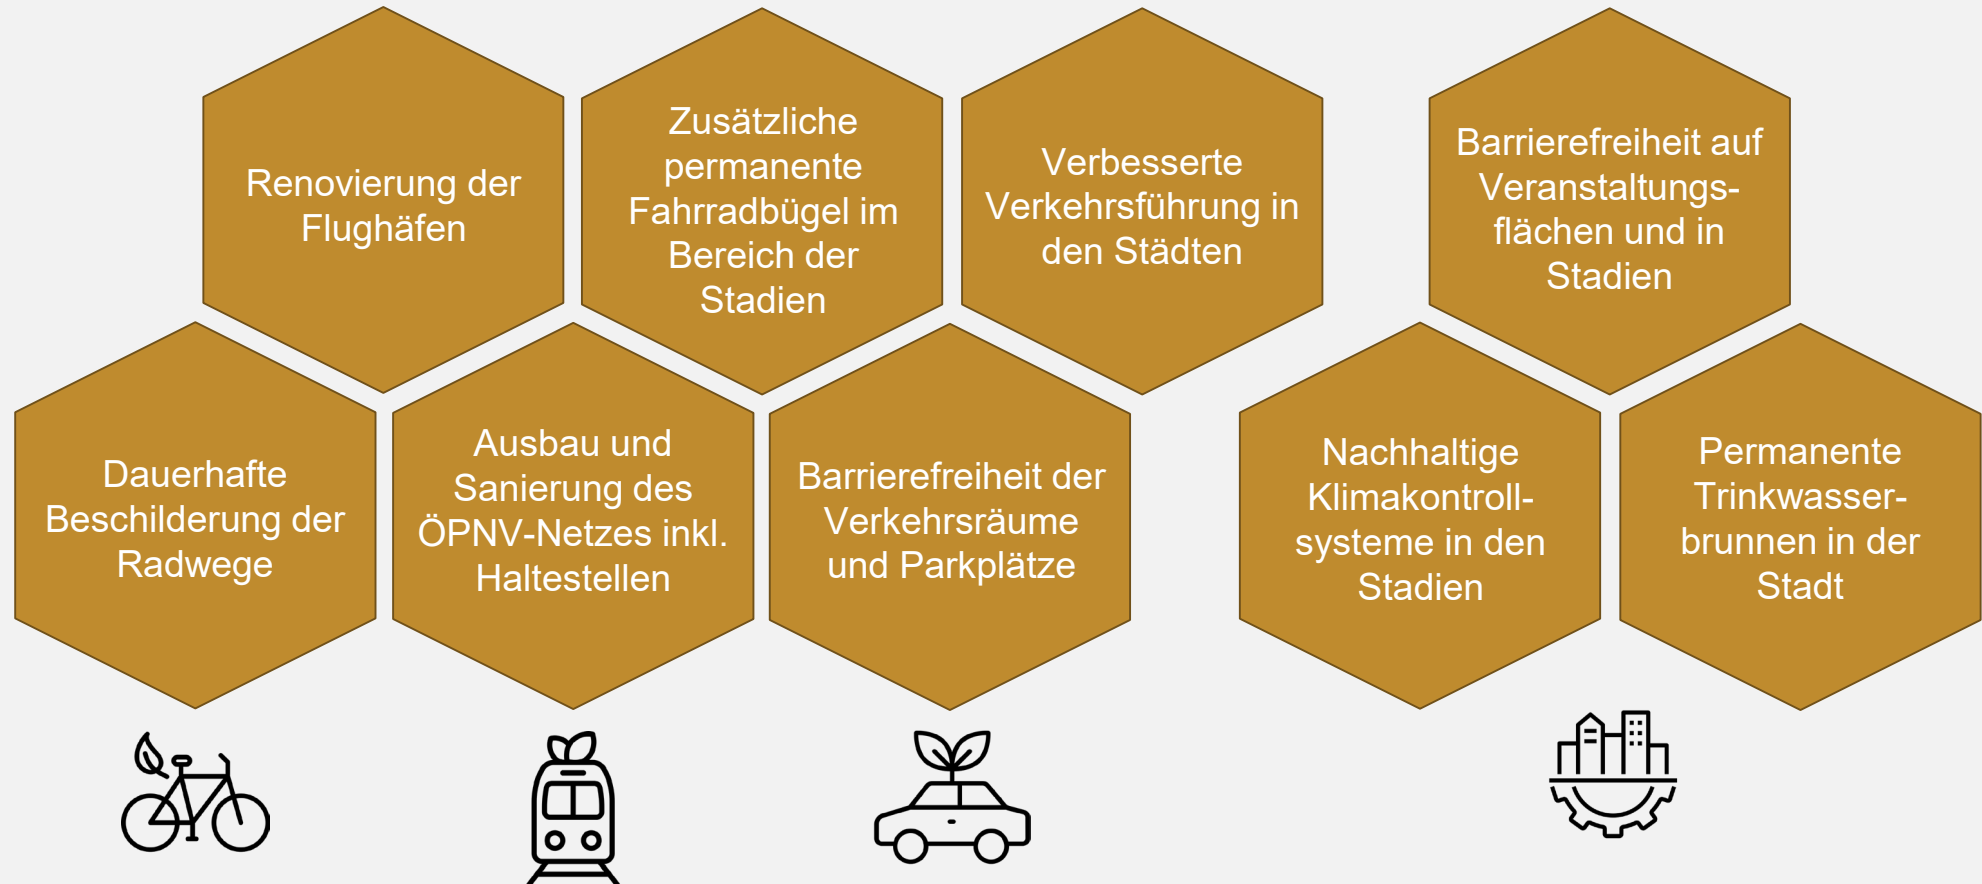 Renovierung der
Flughäfen
Zusätzliche
permanente
Fahrradbügel im
Bereich der
Stadien
Verbesserte
Verkehrsführung in
den Städten
Barrierefreiheit auf
Veranstaltungs-
flächen und in
Stadien
Dauerhafte
Beschilderung der
Radwege
Ausbau und
Sanierung des
ÖPNV-Netzes inkl.
Haltestellen
Barrierefreiheit der
Verkehrsräume
und Parkplätze
Nachhaltige
Klimakontroll-
systeme in den
Stadien
Permanente
Trinkwasser-
brunnen in der
Stadt